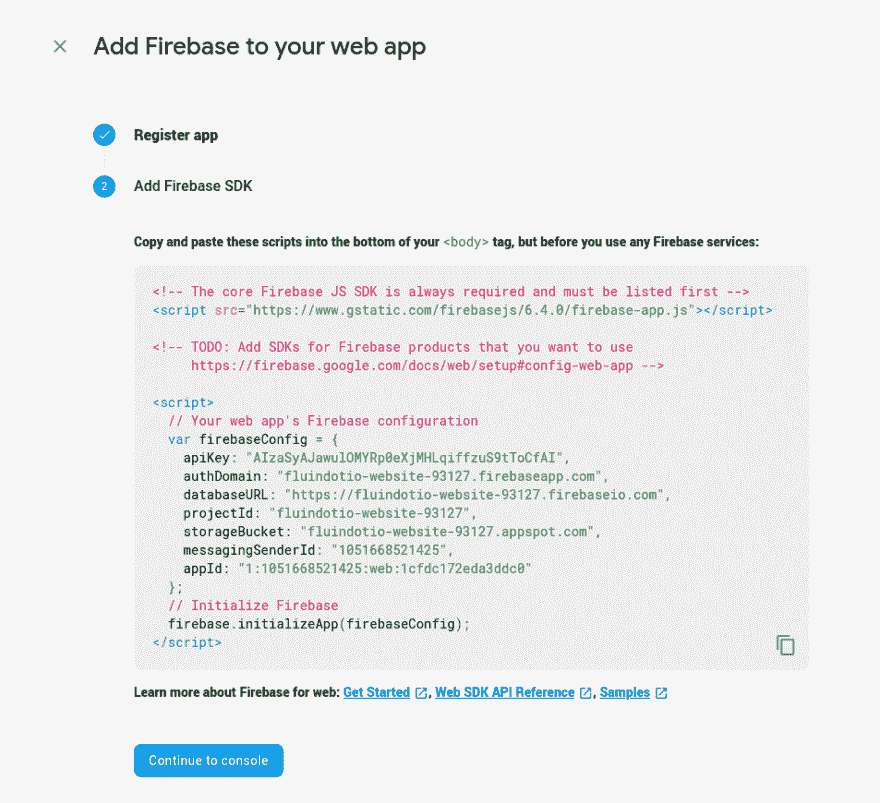 Add Firebase to your web app
Register app
2 Add Firebase SDK
Copy and paste these scripts into the bottom of your <body> tag, but before you use any Firebase services:
<!-- The core Firebase JS SDK is always required and must be listed first -->
<script src="https://www.gstatic.com/firebasejs/6.4.0/firebase-app.js"></script>
<!-- TODO: Add SDKs for Firebase products that you want to use
https://firebase.google.com/docs/web/setup#config-web-app -->
<script>
// Your web app's Firebase configuration
var firebaseConfig = {
apiKey: "AIzaSyAJawulOMYRp0eXjMHLqiffzuS9tToCfAI",
authDomain: "fluindotio-website-93127.firebaseapp.com",
databaseURL: "https://fluindotio-website-93127.firebaseio.com",
projectId: "fluindotio-website-93127",
storageBucket: "fluindotio-website-93127.appspot.com",
messagingSenderId: "1051668521425",
appId: "1:1051668521425:web:1cfdc172eda3ddc0"
};
// Initialize Firebase
firebase.initializeApp(firebaseConfig);
</script>
Learn more about Firebase for web: Get Started, Web SDK API Reference, Samples
Continue to console